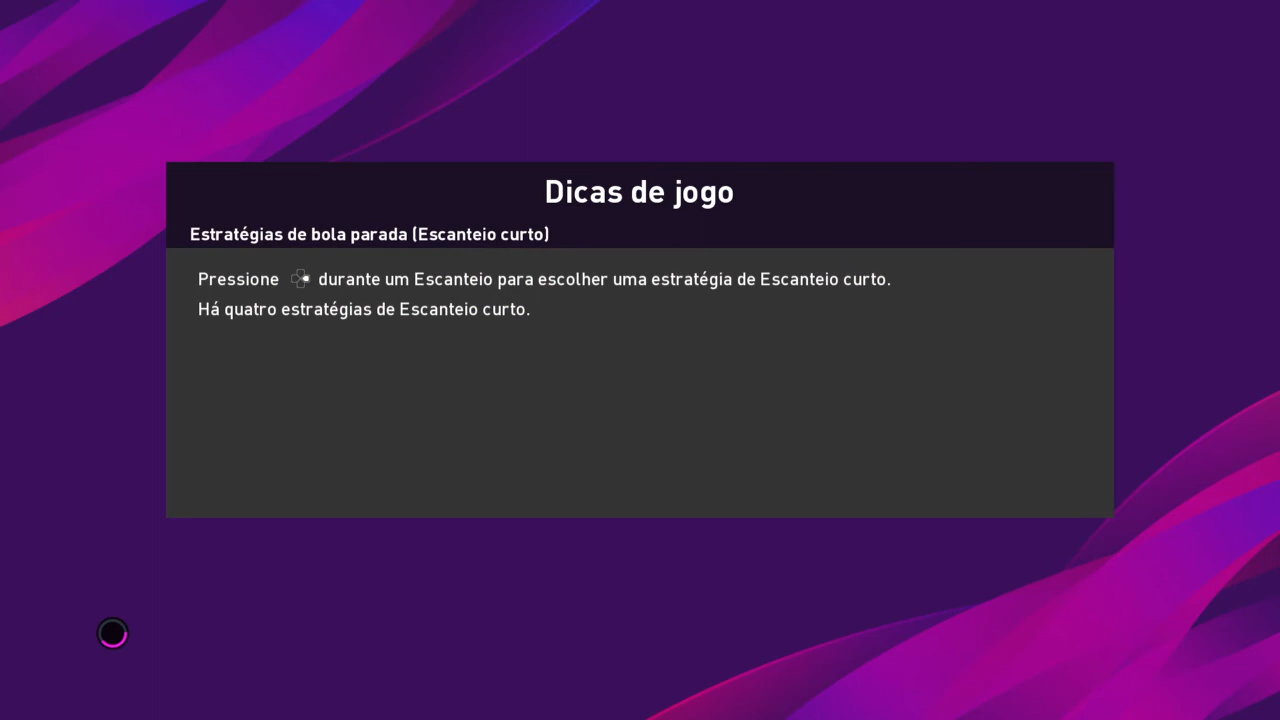 Dicas de jogo
Estratégias de bola parada (Escanteio curto)
Pressione durante um Escanteio para escolher uma estratégia de Escanteio curto.
Há quatro estratégias de Escanteio curto.